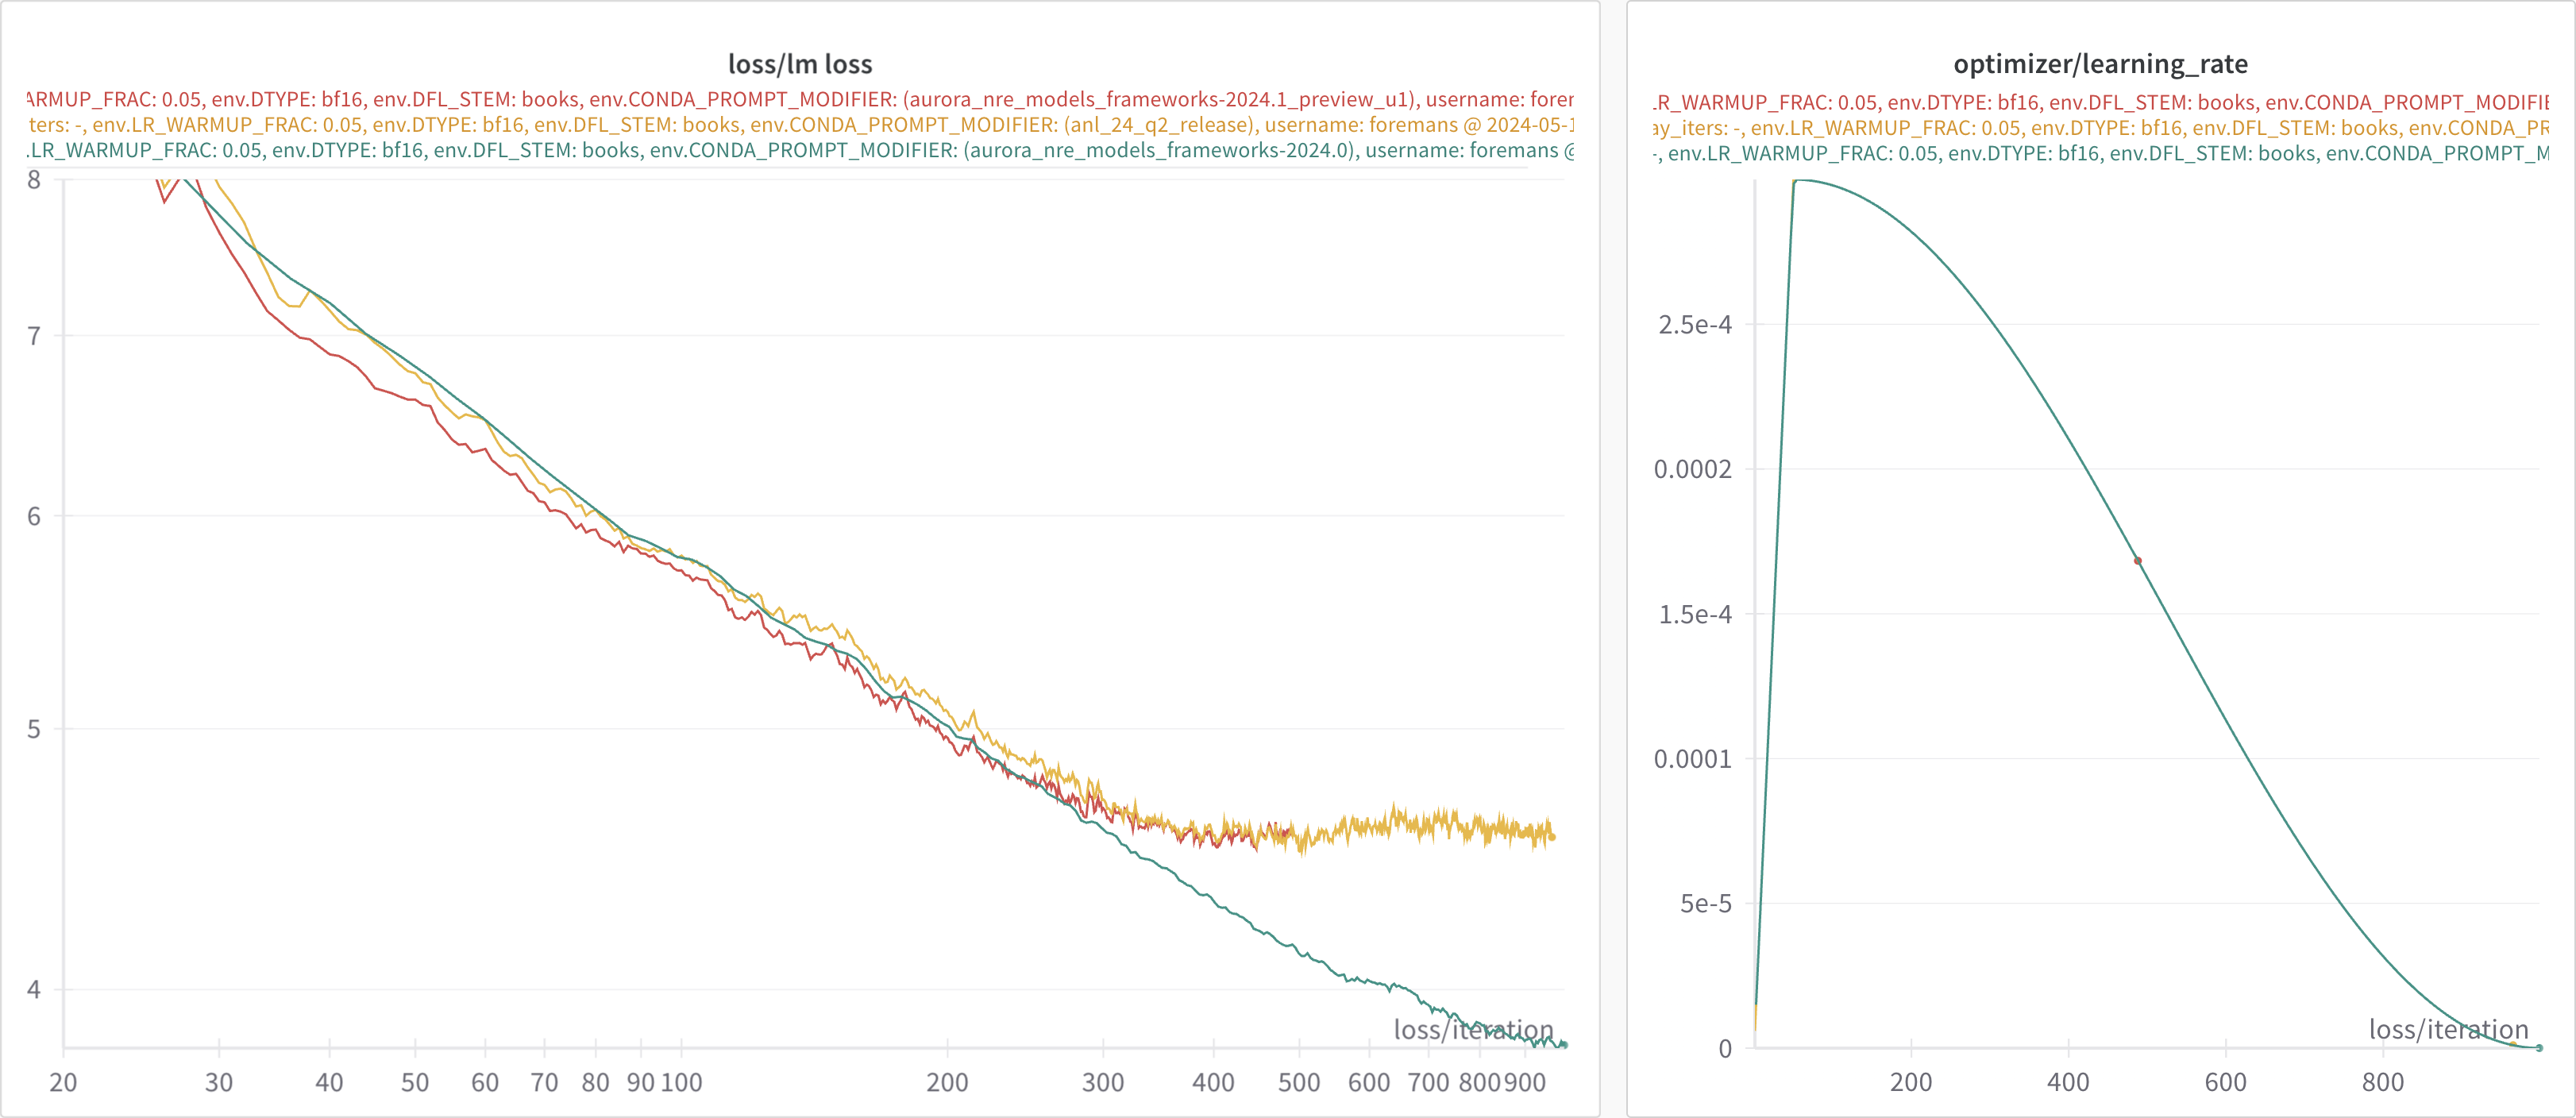 loss/lm loss
ARMUP_FRAC: 0.05, env.DTYPE: bf16, env.DFL_STEM: books, env.CONDA_PROMPT_MODIFIER: (aurora_nre_models_frameworks-2024.1_preview_u1), username: forem
ters: -, env.LR_WARMUP_FRAC: 0.05, env.DTYPE: bf16, env.DFL_STEM: books, env.CONDA_PROMPT_MODIFIER: (anl_24_q2_release), username: foremans @ 2024-05-1
.LR_WARMUP_FRAC: 0.05, env.DTYPE: bf16, env.DFL_STEM: books, env.CONDA_PROMPT_MODIFIER: (aurora_nre_models_frameworks-2024.0), username: foremans @
8
7
6
5
4
loss/iteration
20 30 40 50 60 70 80 90 100 200 300 400 500 600 700 800 900
optimizer/learning_rate
.R_WARMUP_FRAC: 0.05, env.DTYPE: bf16, env.DFL_STEM: books, env.CONDA_PROMPT_MODIFIE
ay_iters: -, env.LR_WARMUP_FRAC: 0.05, env.DTYPE: bf16, env.DFL_STEM: books, env.CONDA_PR
-, env.LR_WARMUP_FRAC: 0.05, env.DTYPE: bf16, env.DFL_STEM: books, env.CONDA_PROMPT_M
2.5e-4
0.0002
1.5e-4
0.0001
5e-5
0
loss/iteration
200 400 600 800